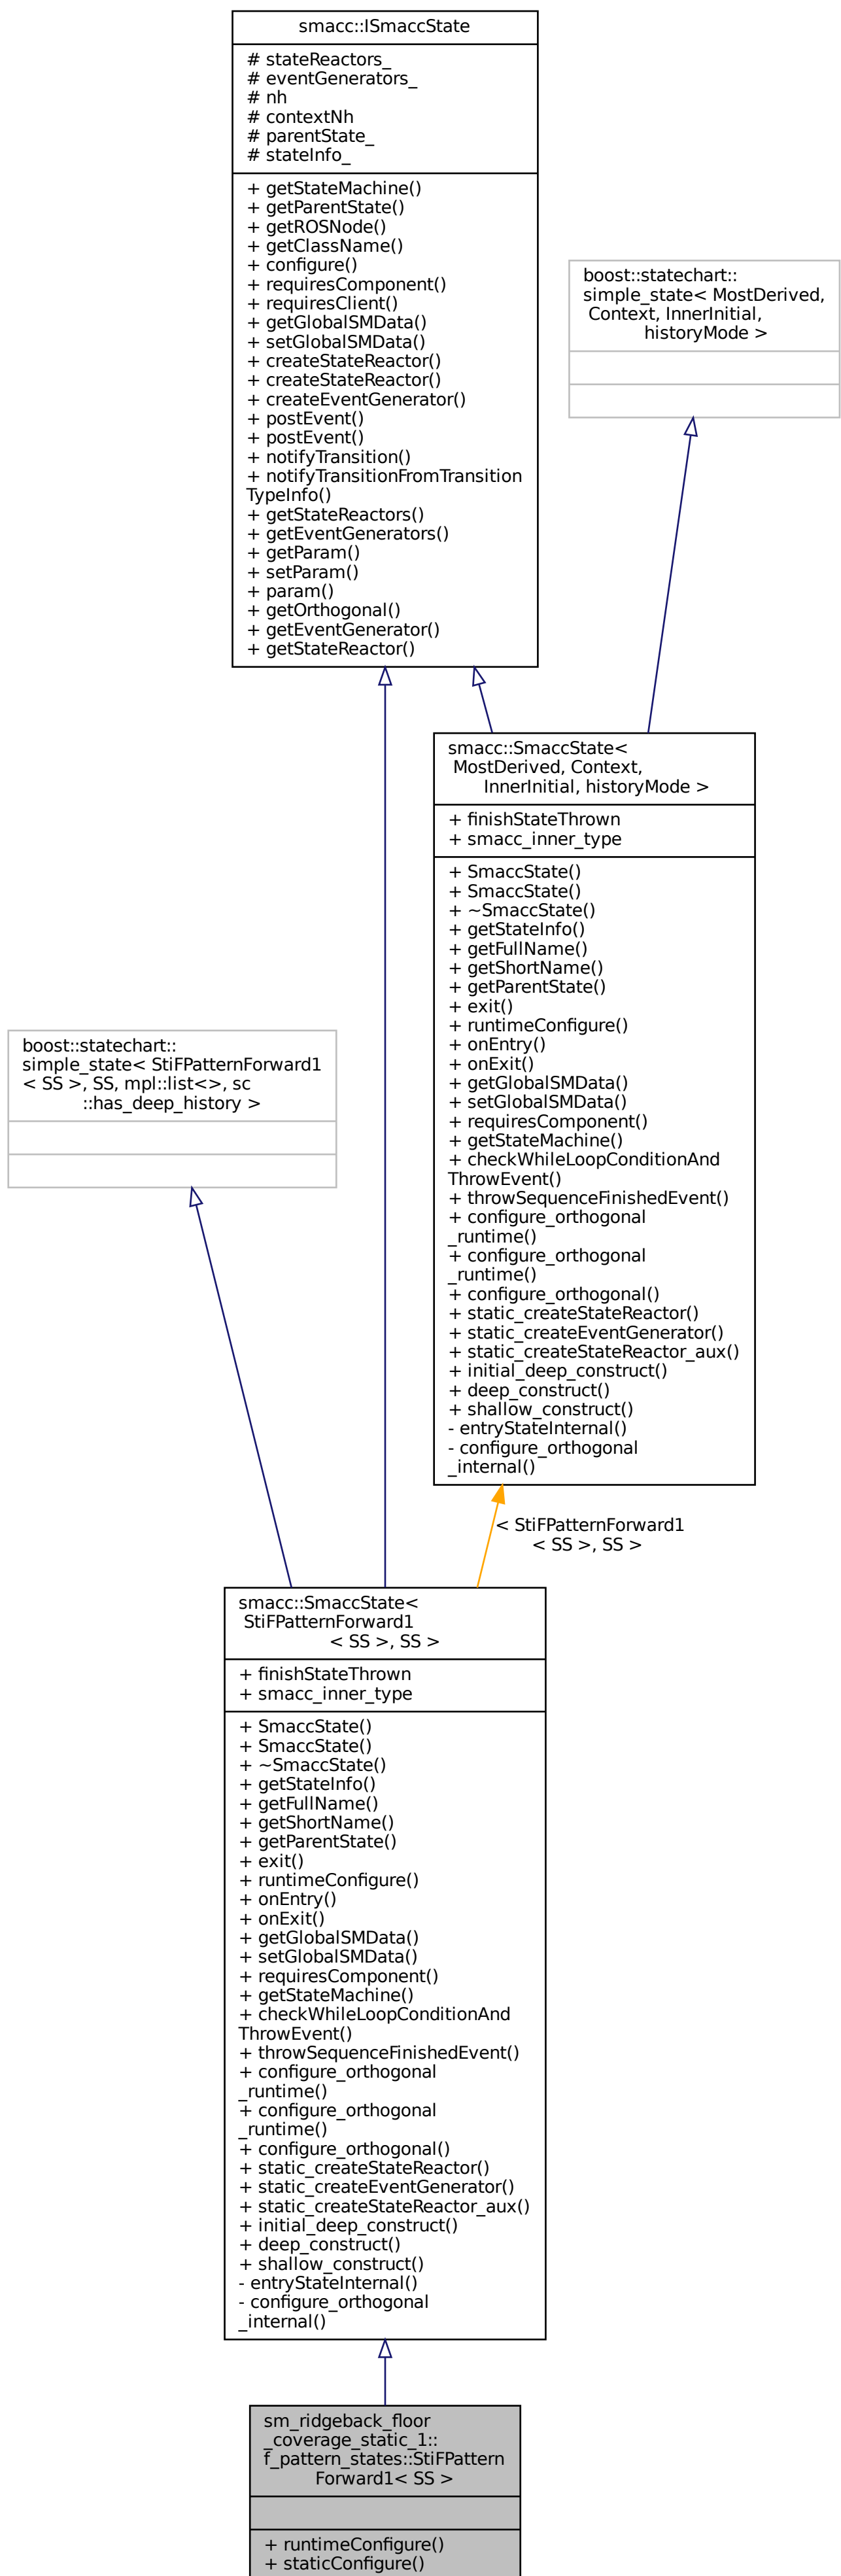 smacc::ISmaccState
# stateReactors_
# eventGenerators_
# nh
# contextNh
# parentState_
# stateInfo_
+ getStateMachine()
+ getParentState()
+ getROSNode()
+ getClassName()
+ configure()
+ requiresComponent()
+ requiresClient()
+ getGlobalSMData()
+ setGlobalSMData()
+ createStateReactor()
+ createStateReactor()
+ createEventGenerator()
+ postEvent()
+ postEvent()
+ notifyTransition()
+ notifyTransitionFromTransition
TypeInfo()
+ getStateReactors()
+ getEventGenerators()
+ getParam()
+ setParam()
+ param()
+ getOrthogonal()
+ getEventGenerator()
+ getStateReactor()
boost::statechart::
simple_state< MostDerived,
Context, InnerInitial,
historyMode >
smacc::SmaccState<
MostDerived, Context,
InnerInitial, historyMode >
+ finishStateThrown
+ smacc_inner_type
+ SmaccState()
+ SmaccState()
+ ~SmaccState()
+ getStateInfo()
+ getFullName()
+ getShortName()
+ getParentState()
+ exit()
+ runtimeConfigure()
+ onEntry()
+ onExit()
+ getGlobalSMData()
+ setGlobalSMData()
+ requiresComponent()
+ getStateMachine()
+ checkWhileLoopConditionAnd
ThrowEvent()
+ throwSequenceFinishedEvent()
+ configure_orthogonal
_runtime()
+ configure_orthogonal
_runtime()
+ configure_orthogonal()
+ static_createStateReactor()
+ static_createEventGenerator()
+ static_createStateReactor_aux()
+ initial_deep_construct()
+ deep_construct()
+ shallow_construct()
- entryStateInternal()
- configure_orthogonal
_internal()
boost::statechart::
simple_state< StiFPatternForward1
< SS >, SS, mpl::list<>, sc
::has_deep_history >
< StiFPatternForward1
< SS >, SS >
smacc::SmaccState<
StiFPatternForward1
< SS >, SS >
+ finishStateThrown
+ smacc_inner_type
+ SmaccState()
+ SmaccState()
+ ~SmaccState()
+ getStateInfo()
+ getFullName()
+ getShortName()
+ getParentState()
+ exit()
+ runtimeConfigure()
+ onEntry()
+ onExit()
+ getGlobalSMData()
+ setGlobalSMData()
+ requiresComponent()
+ getStateMachine()
+ checkWhileLoopConditionAnd
ThrowEvent()
+ throwSequenceFinishedEvent()
+ configure_orthogonal
_runtime()
+ configure_orthogonal
_runtime()
+ configure_orthogonal()
+ static_createStateReactor()
+ static_createEventGenerator()
+ static_createStateReactor_aux()
+ initial_deep_construct()
+ deep_construct()
+ shallow_construct()
- entryStateInternal()
- configure_orthogonal
_internal()
sm_ridgeback_floor
_coverage_static_1::
f_pattern_states::StiFPattern
Forward1< SS >
+ runtimeConfigure()
+ staticConfigure()